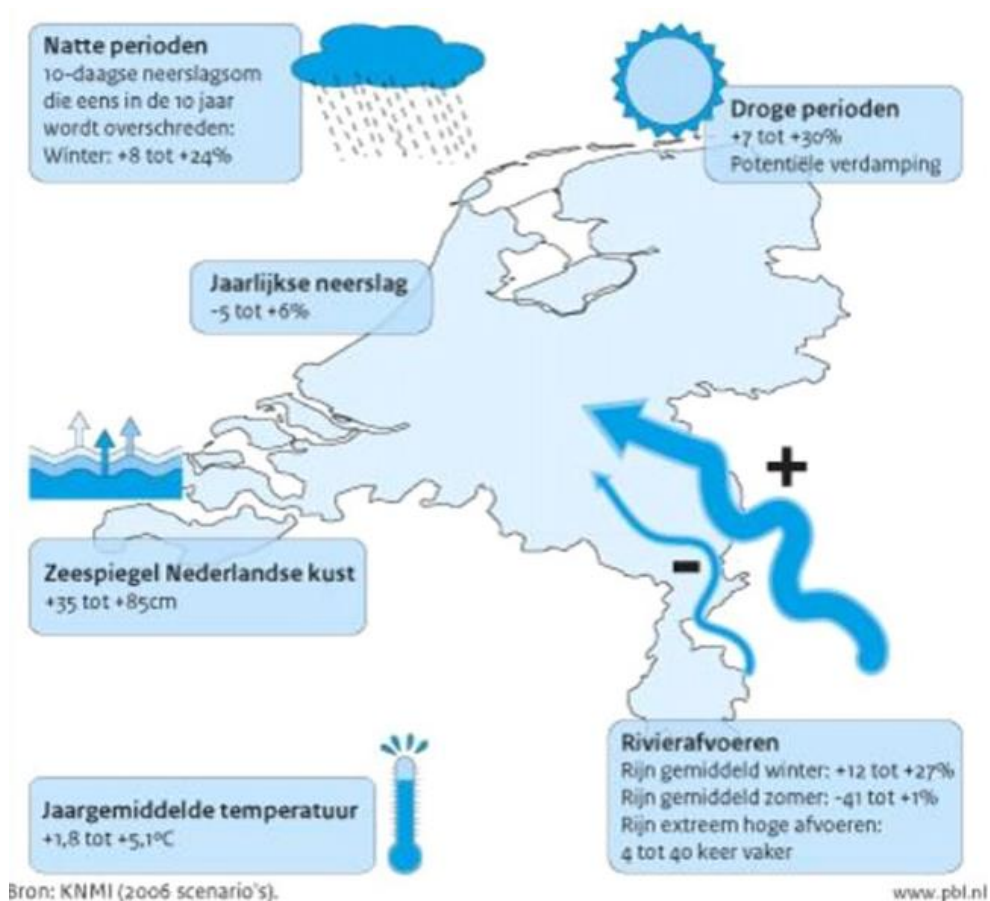 Natte perioden
10-daagse neerslagsom
die eens in de 10 jaar
wordt overschreden:
Winter: +8 tot +24%
Droge perioden
+7 tot +30%
Potentiële verdamping
Jaarlijkse neerslag
-5 tot +6%
+
-
Zeespiegel Nederlandse kust
+35 tot +85cm
Rivierafvoeren
Rijn gemiddeld winter: +12 tot +27%
Rijn gemiddeld zomer: -41 tot +1%
Rijn extreem hoge afvoeren:
4 tot 40 keer vaker
Jaargemiddelde temperatuur
+1,8 tot +5,1ºC
Bron: KNMI (2006 scenario's).
www.pbl.nl